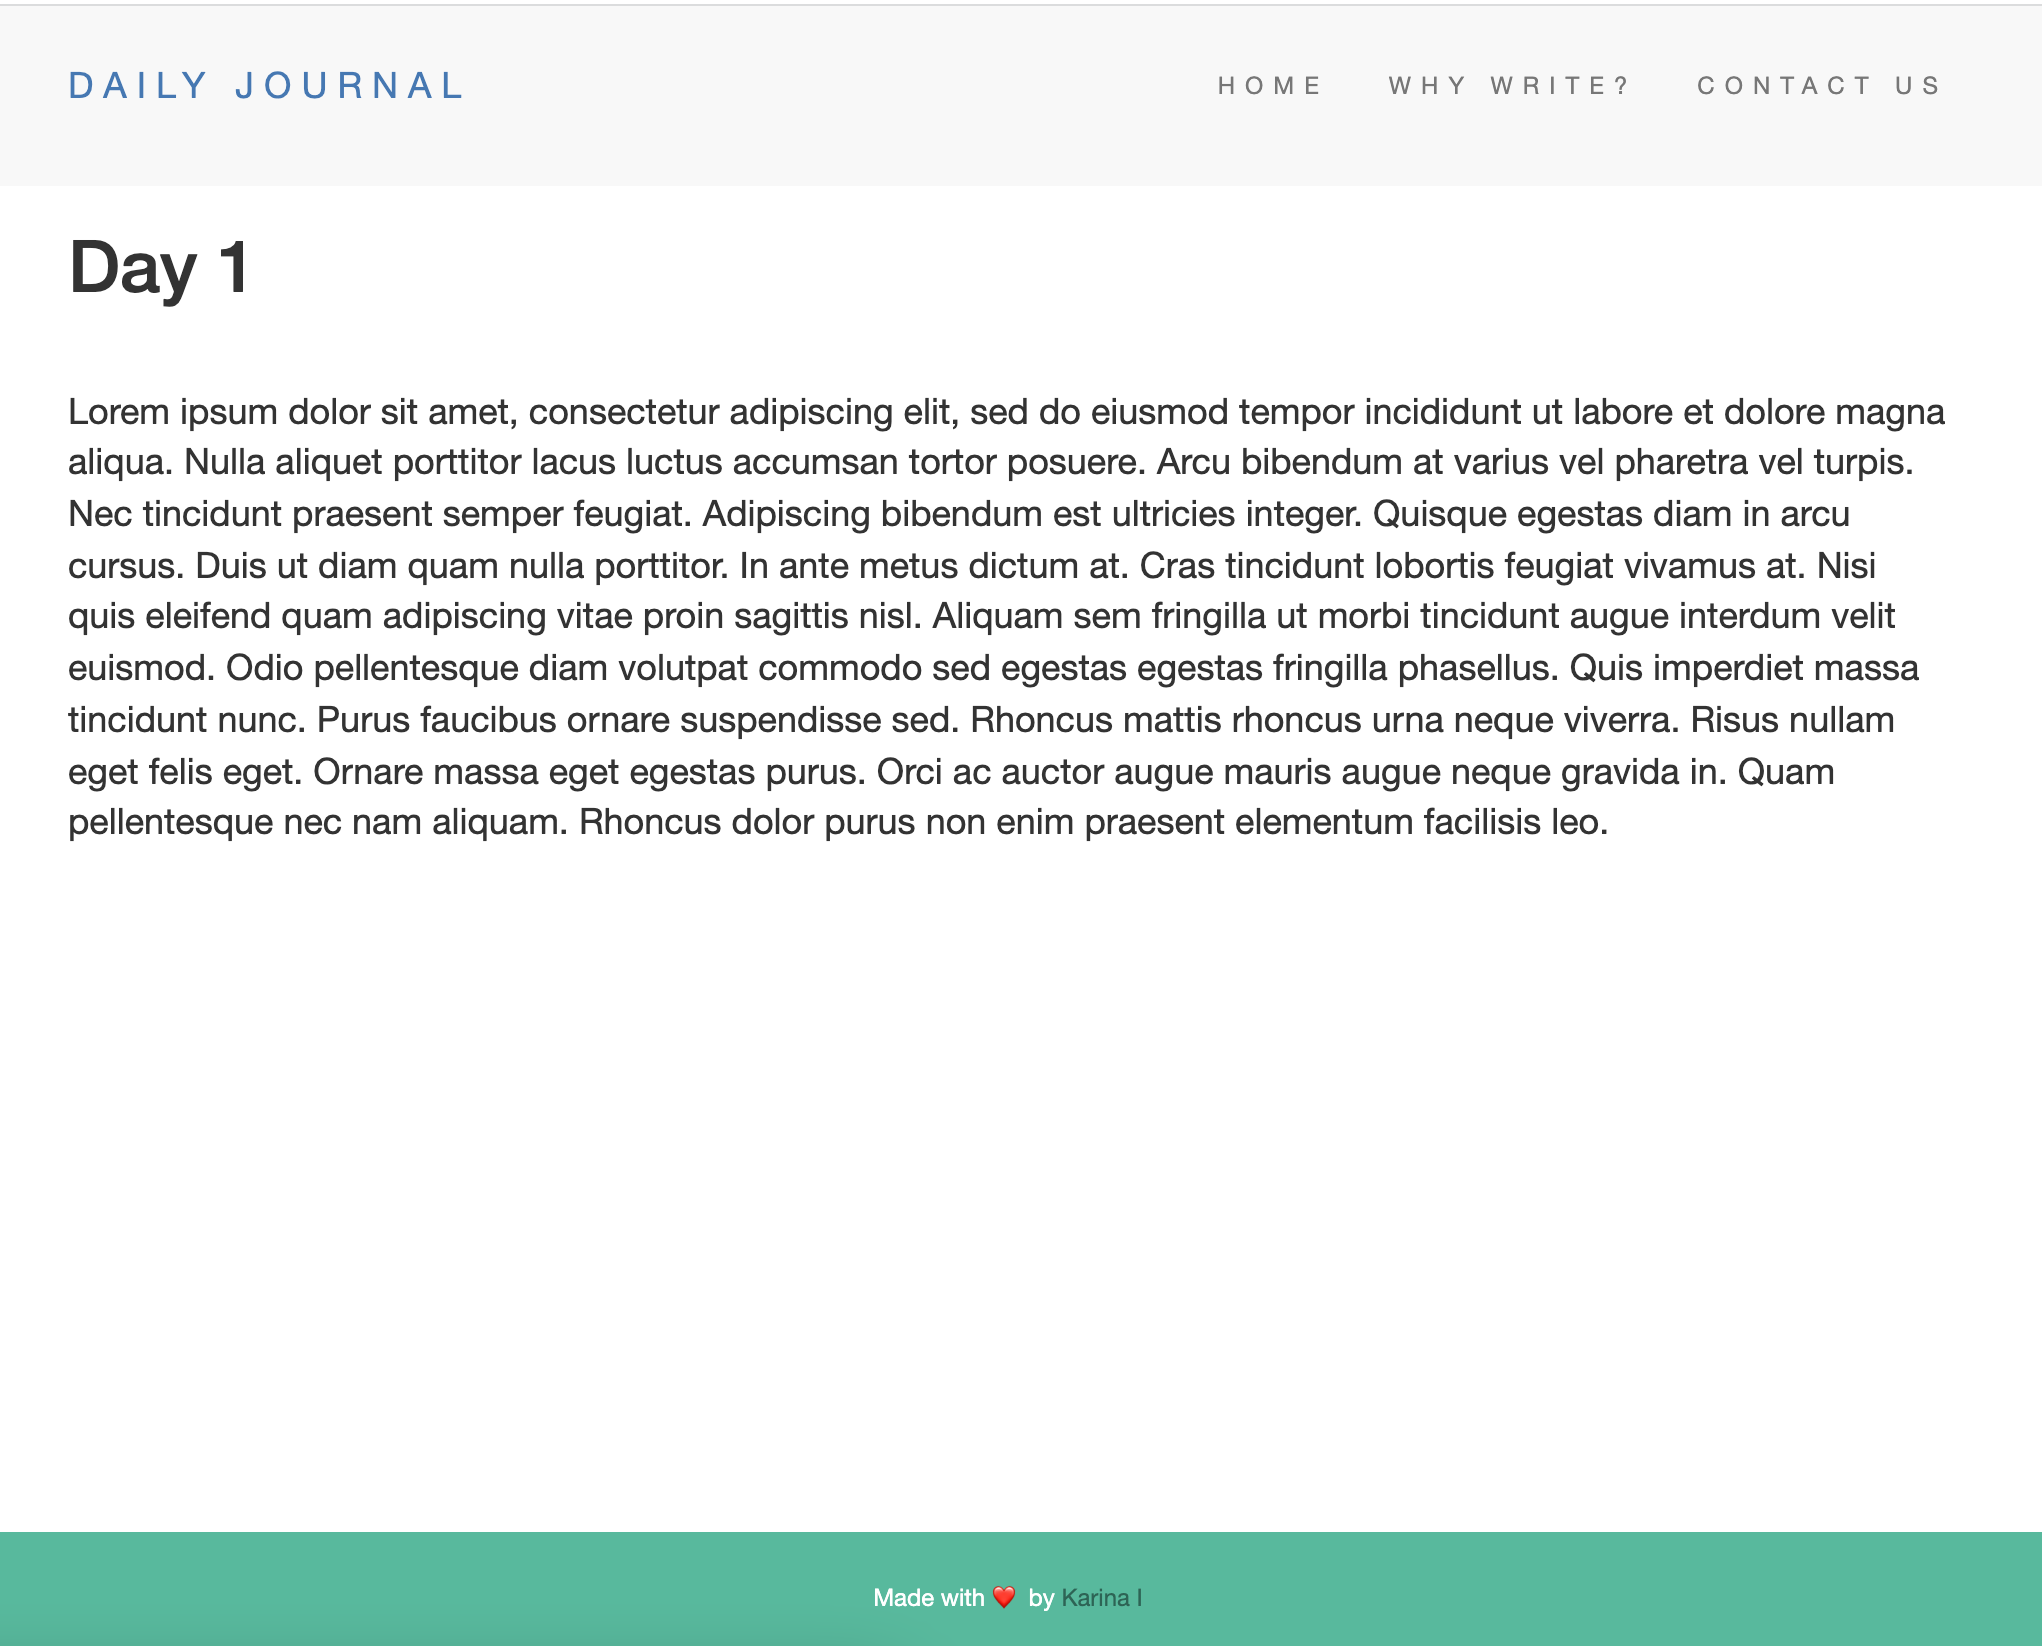 DAILY JOURNAL
HOME WHY WRITE? CONTACT US
Day 1
Lorem ipsum dolor sit amet, consectetur adipiscing elit, sed do eiusmod tempor incididunt ut labore et dolore magna
aliqua. Nulla aliquet porttitor lacus luctus accumsan tortor posuere. Arcu bibendum at varius vel pharetra vel turpis.
Nec tincidunt praesent semper feugiat. Adipiscing bibendum est ultricies integer. Quisque egestas diam in arcu
cursus. Duis ut diam quam nulla porttitor. In ante metus dictum at. Cras tincidunt lobortis feugiat vivamus at. Nisi
quis eleifend quam adipiscing vitae proin sagittis nisl. Aliquam sem fringilla ut morbi tincidunt augue interdum velit
euismod. Odio pellentesque diam volutpat commodo sed egestas egestas fringilla phasellus. Quis imperdiet massa
tincidunt nunc. Purus faucibus ornare suspendisse sed. Rhoncus mattis rhoncus urna neque viverra. Risus nullam
eget felis eget. Ornare massa eget egestas purus. Orci ac auctor augue mauris augue neque gravida in. Quam
pellentesque nec nam aliquam. Rhoncus dolor purus non enim praesent elementum facilisis leo.
Made with ❤️ by Karina I